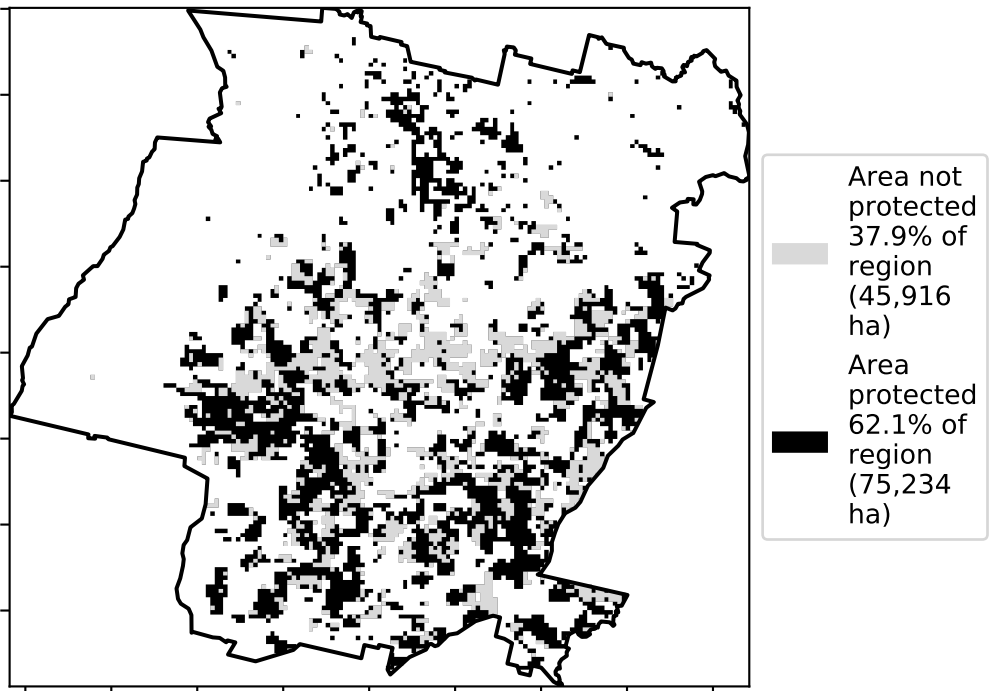 Area not
protected
37.9% of
region
(45,916
ha)
Area
protected
62.1% of
region
(75,234
ha)